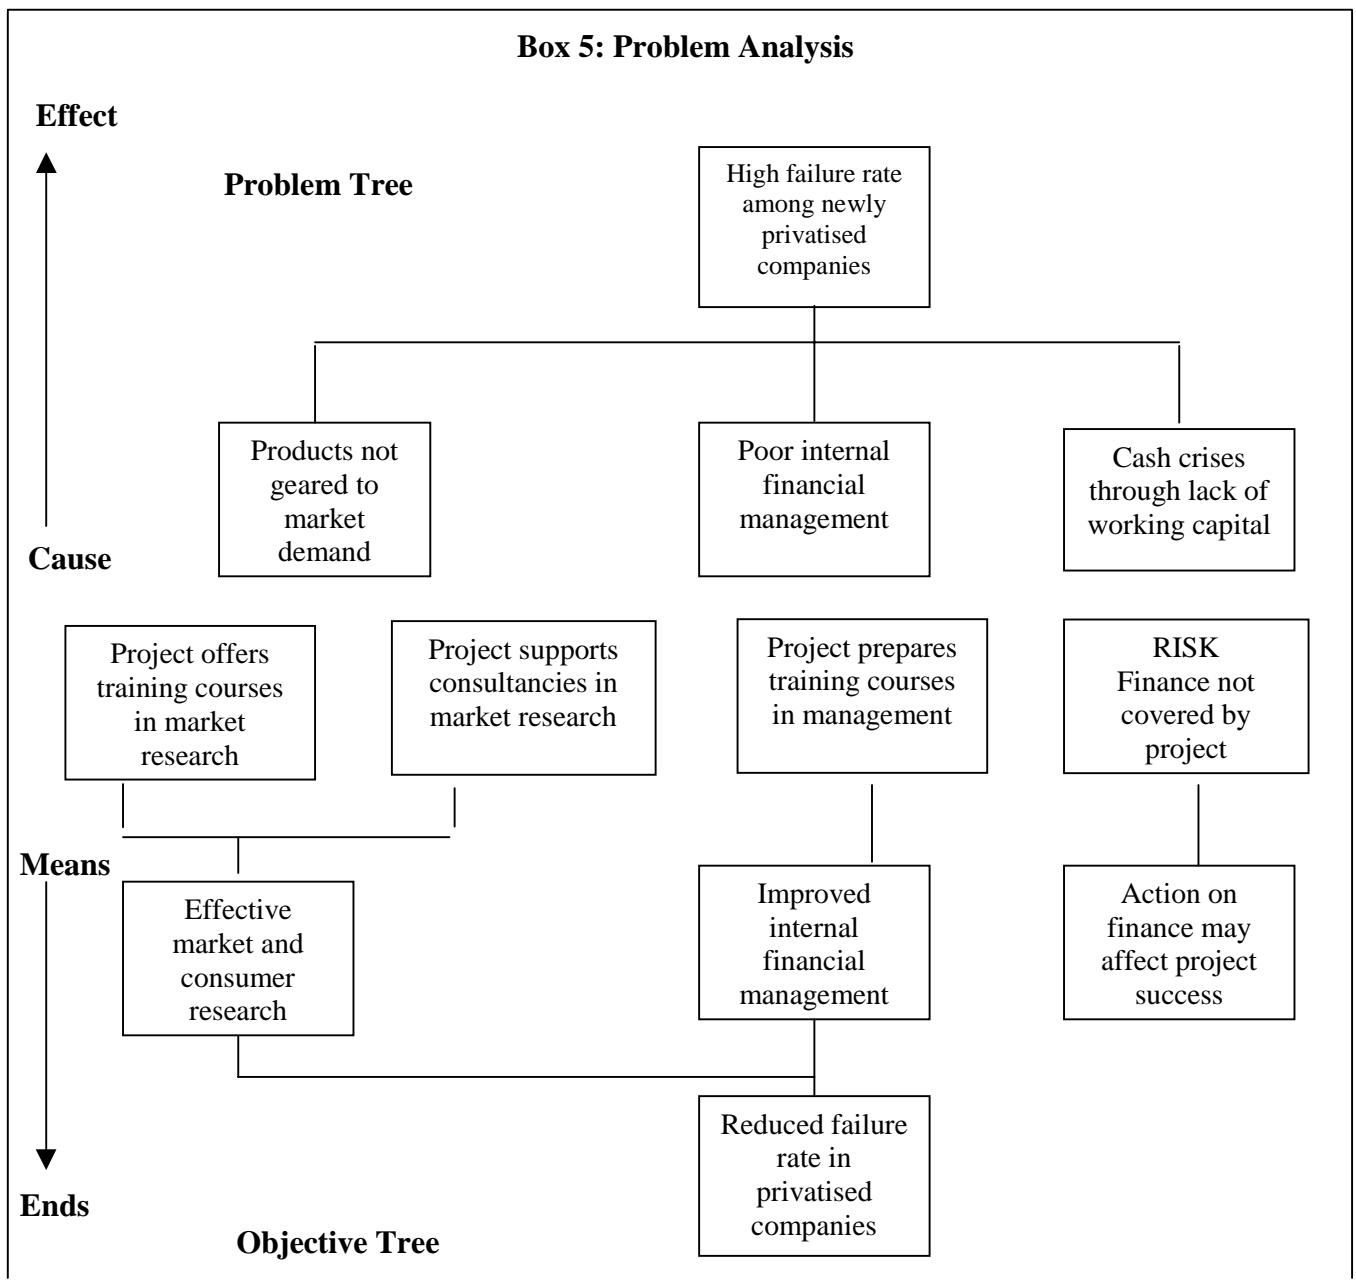 Box 5: Problem Analysis
Effect
Problem Tree
High failure rate
among newly
privatised
companies
Products not
geared to
market
demand
Poor internal
financial
management
Cash crises
through lack of
working capital
Cause
Project offers
training courses
in market
research
Project supports
consultancies in
market research
Project prepares
training courses
in management
RISK
Finance not
covered by
project
Means
Effective
market and
consumer
research
Improved
internal
financial
management
Action on
finance may
affect project
success
Reduced failure
rate in
privatised
companies
Ends
Objective Tree